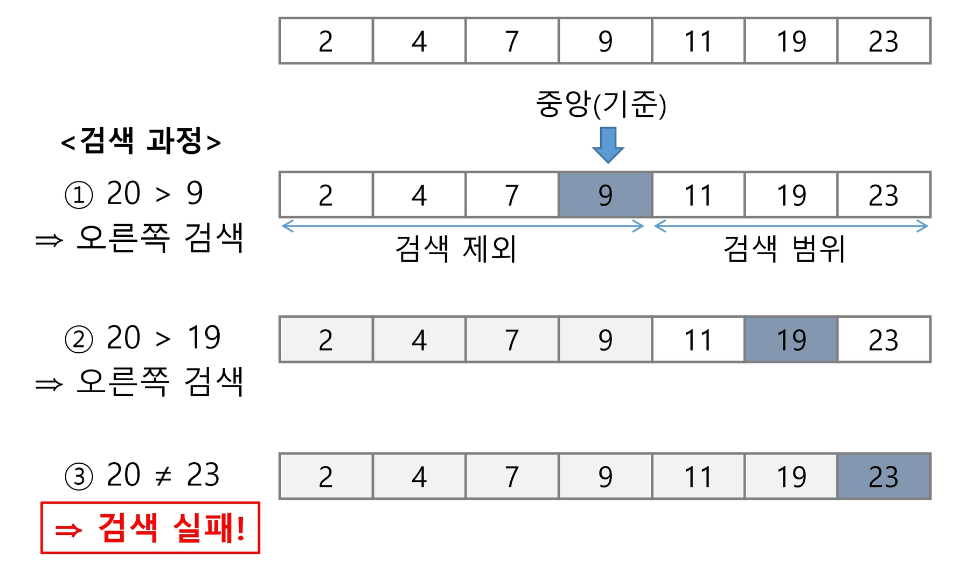 2 4 7 9 11 19 23
중앙(기준)
<검색 과정>
① 20 > 9
⇒ 오른쪽 검색
2 4 7 9 11 19 23
검색 제외 검색 범위
② 20 > 19
⇒ 오른쪽 검색
2 4 7 9 11 19 23
③ 20 ≠ 23
⇒ 검색 실패!
2 4 7 9 11 19 23